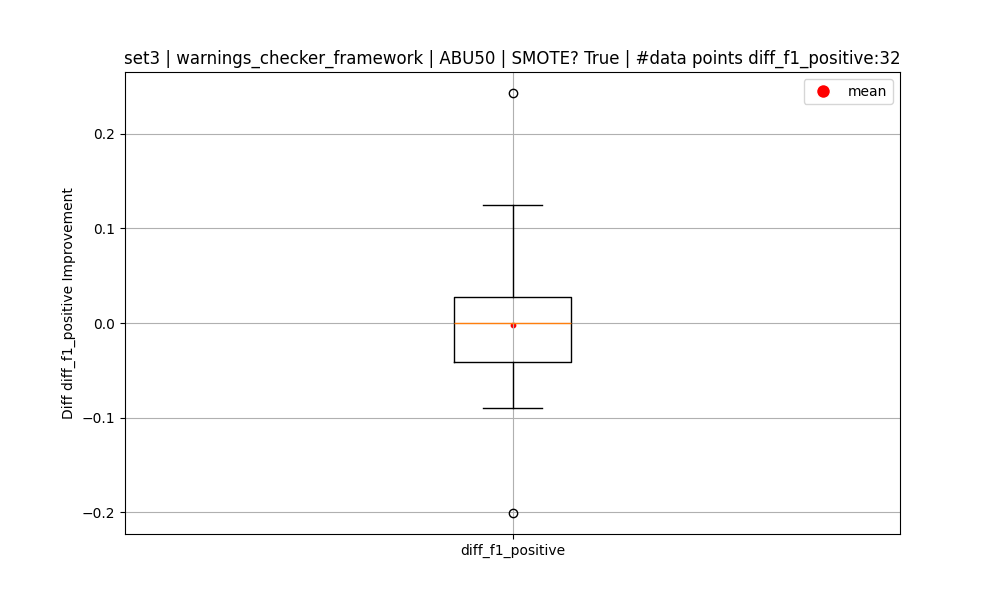 set3 | warnings_checker_framework | ABU50 | SMOTE? True | #data points diff_f1_positive:32
mean
Diff diff_f1_positive Improvement
0.2
0.1
0.0
−0.1
−0.2
diff_f1_positive